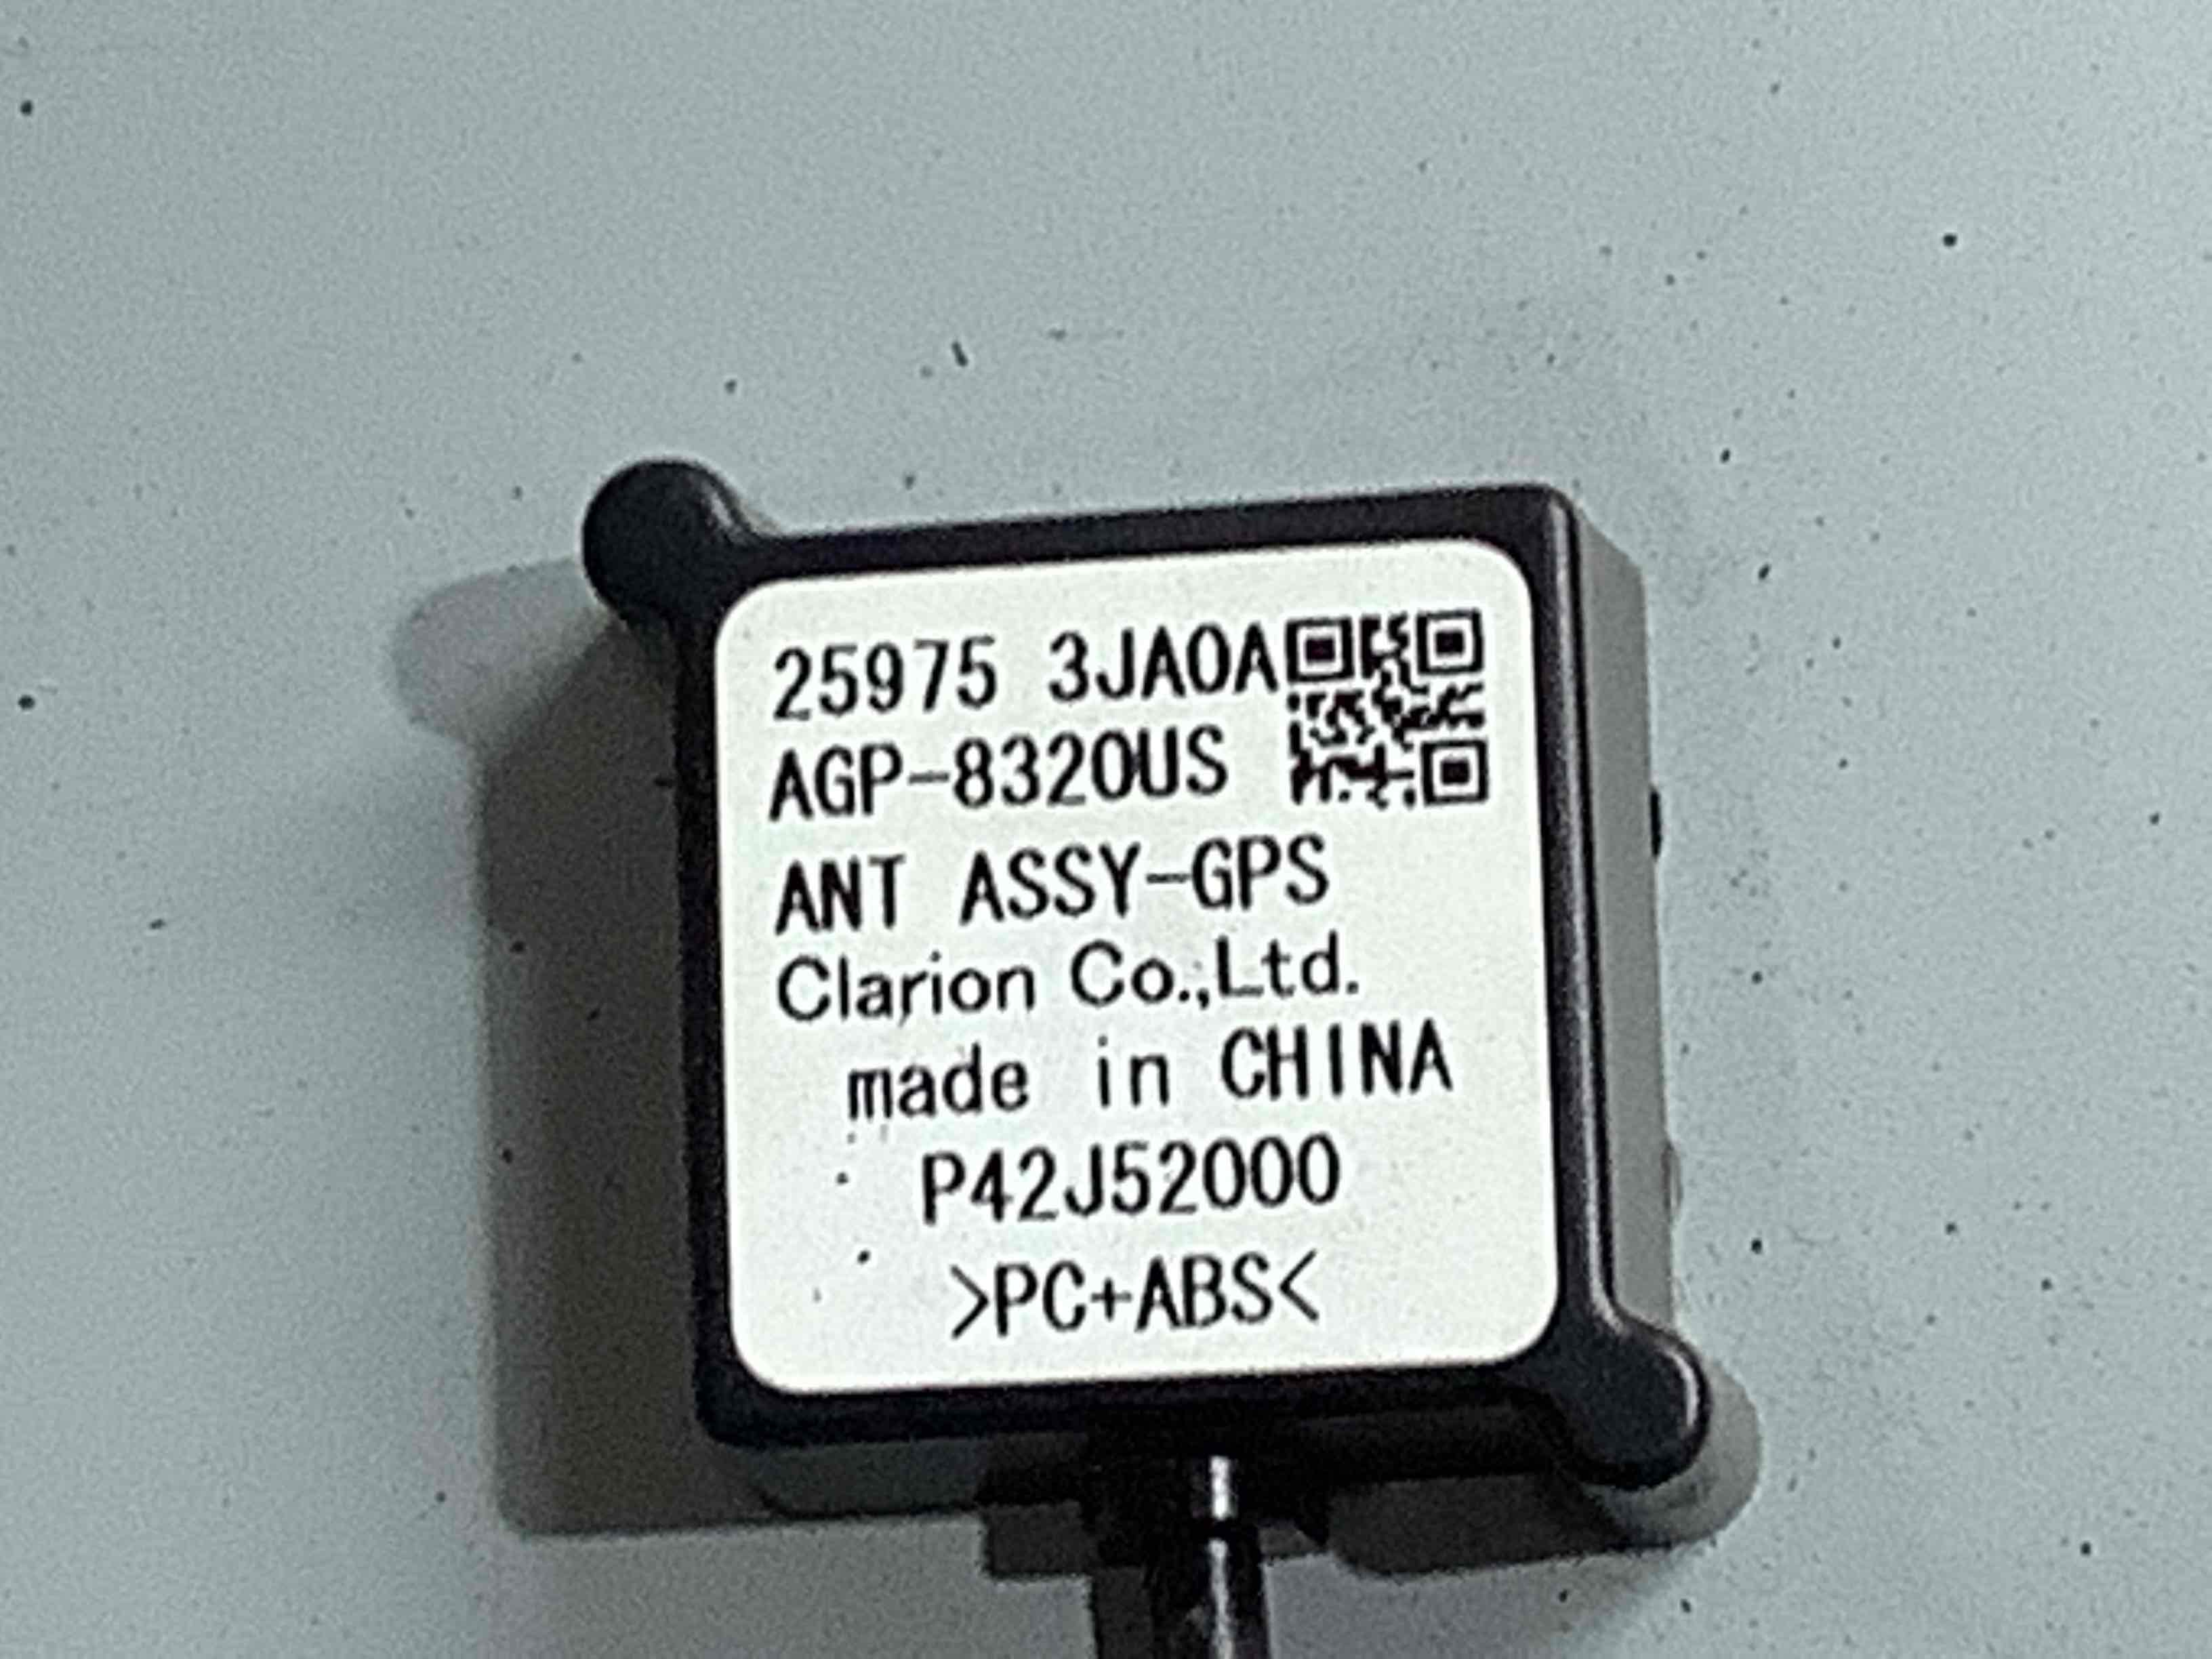 25975 3JA0A
AGP-8320US
ANT ASSY-GPS
Clarion Co.,Ltd.
made in CHINA
P42J52000
>PC+ABS<